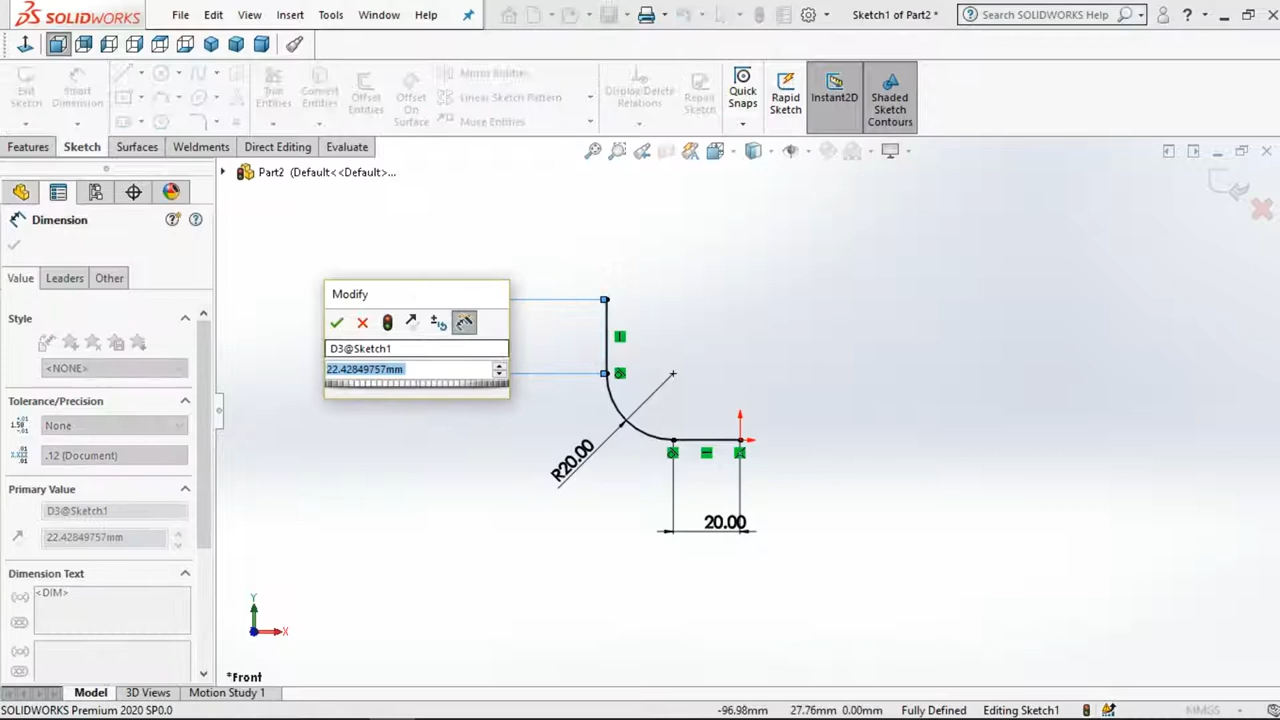 SOLIDWORKS File Edit View Insert Tools Window Help Sketch1 of Part2 * Search SOLIDWORKS Help ?
Exit Sketch
Smart Dimension
Trim Entities
Convert Entities
Offset Entities
Offset On Surface
Mirror Entities
Linear Sketch Pattern
Move Entities
Display/Delete Relations
Repair Sketch
Quick Snaps
Rapid Sketch
Instant2D
Shaded Sketch Contours
Features Sketch Surfaces Weldments Direct Editing Evaluate
Part2 (Default<<Default>...
Dimension
Value Leaders Other
Style
<NONE>
Tolerance/Precision
None
.12 (Document)
Primary Value
D3@Sketch1
22.42849757mm
Dimension Text
<DIM>
Modify
D3@Sketch1
22.42849757mm
R20.00
20.00
Y
X
*Front
Model 3D Views Motion Study 1
SOLIDWORKS Premium 2020 SP0.0 -96.98mm 27.76mm 0.00mm Fully Defined Editing Sketch1 MMGS